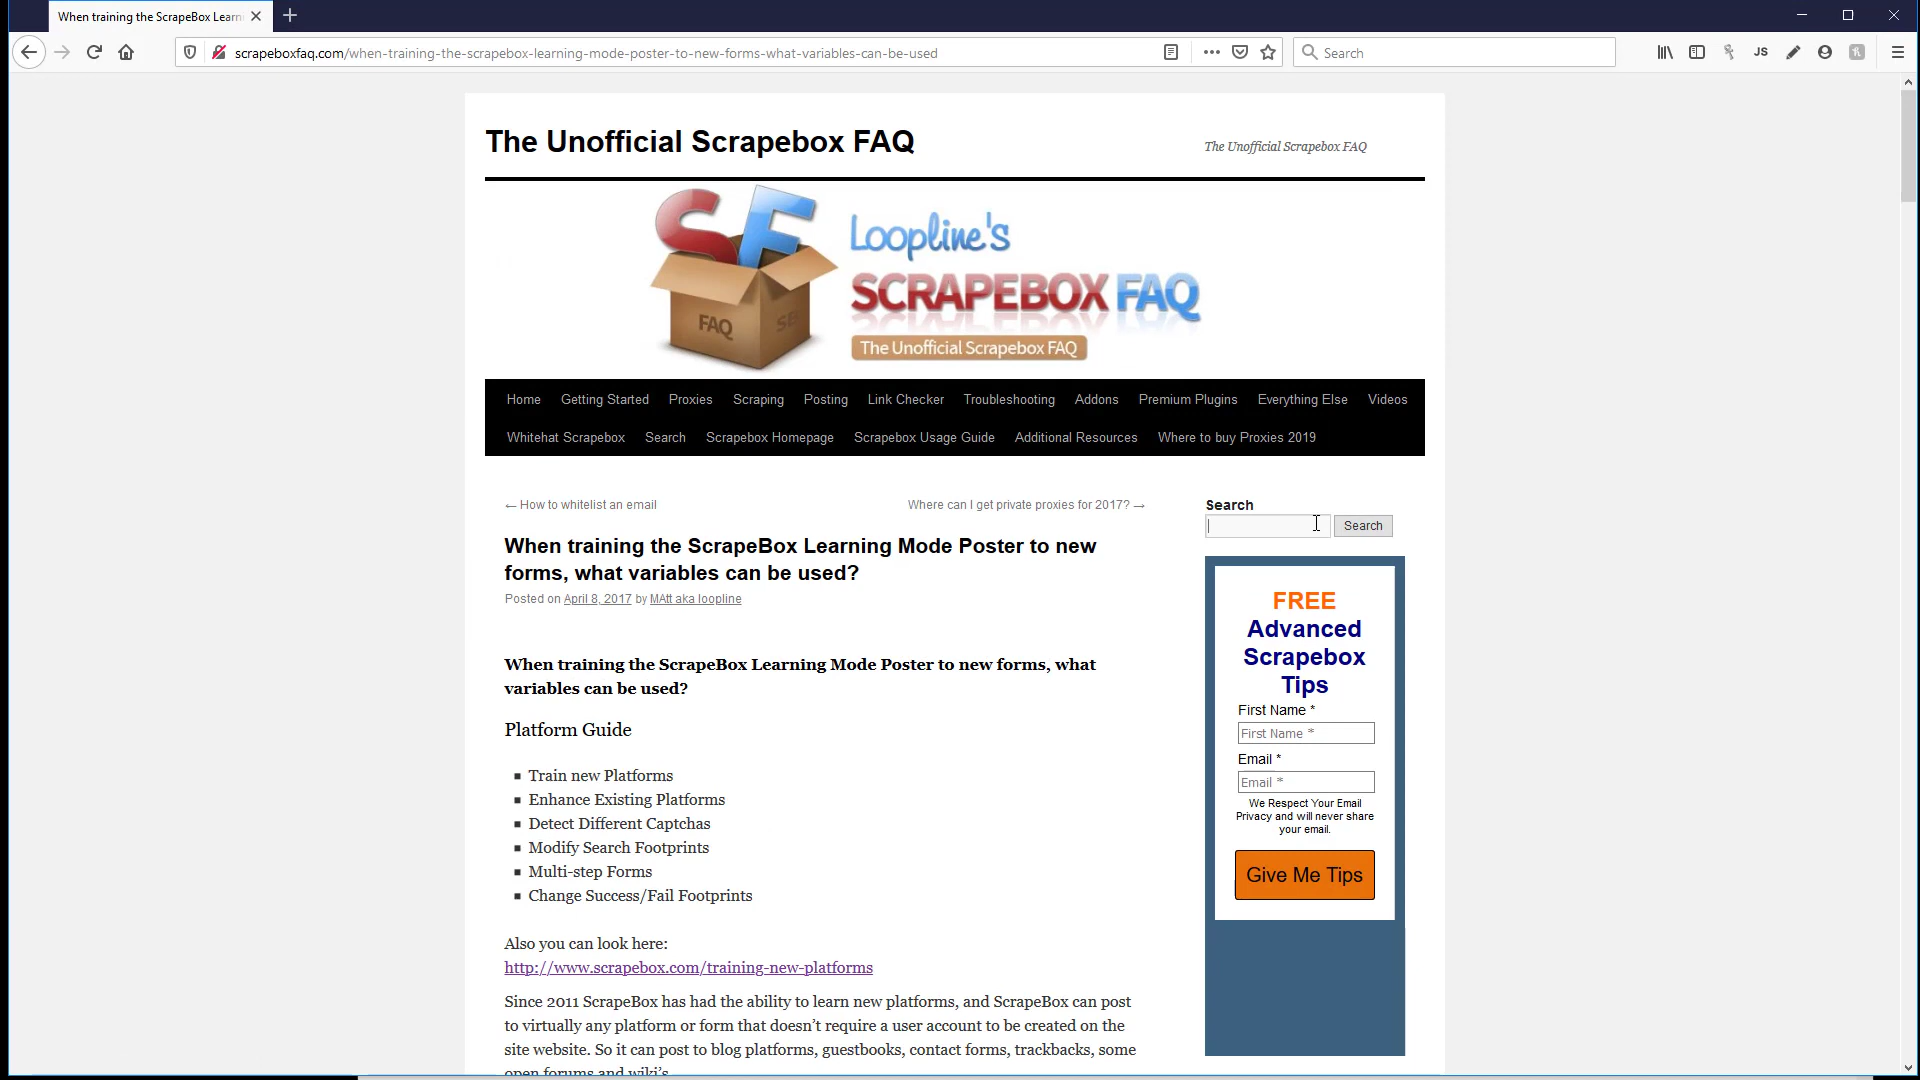 When training the ScrapeBox Learn
scrapeboxfaq.com/when-training-the-scrapebox-learning-mode-poster-to-new-forms-what-variables-can-be-used
Search
JS
The Unofficial Scrapebox FAQ
The Unofficial Scrapebox FAQ
SF
FAQ
SB
Loopline's
SCRAPEBOX FAQ
The Unofficial Scrapebox FAQ
Home Getting Started Proxies Scraping Posting Link Checker Troubleshooting Addons Premium Plugins Everything Else Videos
Whitehat Scrapebox Search Scrapebox Homepage Scrapebox Usage Guide Additional Resources Where to buy Proxies 2019
← How to whitelist an email
Where can I get private proxies for 2017? →
When training the ScrapeBox Learning Mode Poster to new
forms, what variables can be used?
Posted on April 8, 2017 by MAtt aka loopline
When training the ScrapeBox Learning Mode Poster to new forms, what
variables can be used?
Platform Guide
Train new Platforms
Enhance Existing Platforms
Detect Different Captchas
Modify Search Footprints
Multi-step Forms
Change Success/Fail Footprints
Also you can look here:
http://www.scrapebox.com/training-new-platforms
Since 2011 ScrapeBox has had the ability to learn new platforms, and ScrapeBox can post
to virtually any platform or form that doesn't require a user account to be created on the
site website. So it can post to blog platforms, guestbooks, contact forms, trackbacks, some
open forums and wiki's
Search
Search
FREE
Advanced
Scrapebox
Tips
First Name *
First Name *
Email *
Email *
We Respect Your Email
Privacy and will never share
your email.
Give Me Tips